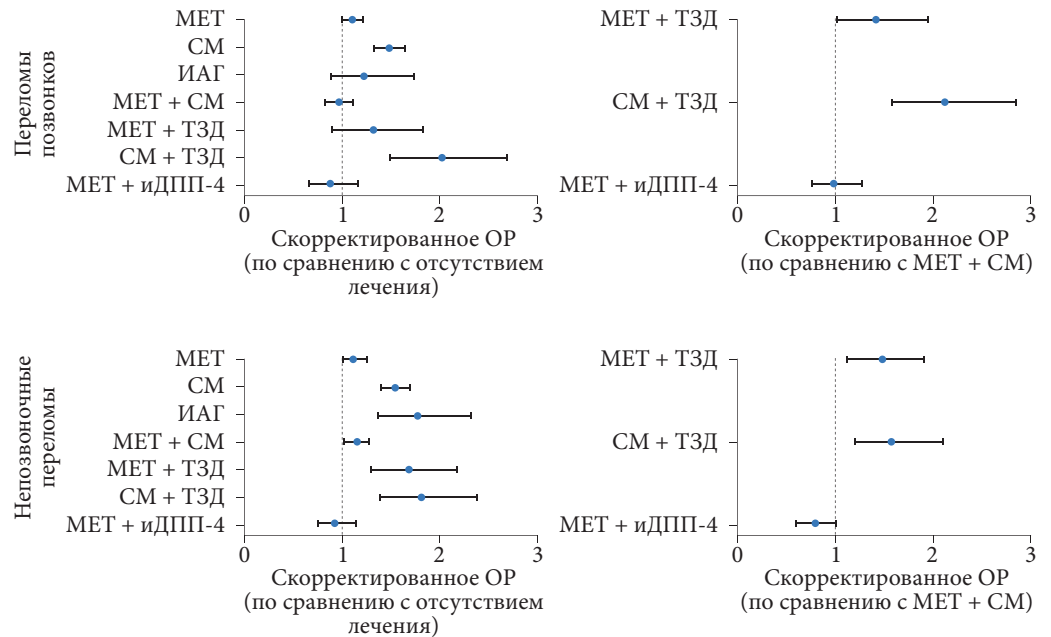 Переломы
позвонков
МЕТ
СМ
ИАГ
МЕТ + СМ
МЕТ + ТЗД
СМ + ТЗД
МЕТ + иДПП-4
0 1 2 3
Скорректированное ОР
(по сравнению с отсутствием
лечения)
МЕТ + ТЗД
СМ + ТЗД
МЕТ + иДПП-4
0 1 2 3
Скорректированное ОР
(по сравнению с МЕТ + СМ)
Непозвоночные
переломы
МЕТ
СМ
ИАГ
МЕТ + СМ
МЕТ + ТЗД
СМ + ТЗД
МЕТ + иДПП-4
0 1 2 3
Скорректированное ОР
(по сравнению с отсутствием
лечения)
МЕТ + ТЗД
СМ + ТЗД
МЕТ + иДПП-4
0 1 2 3
Скорректированное ОР
(по сравнению с МЕТ + СМ)